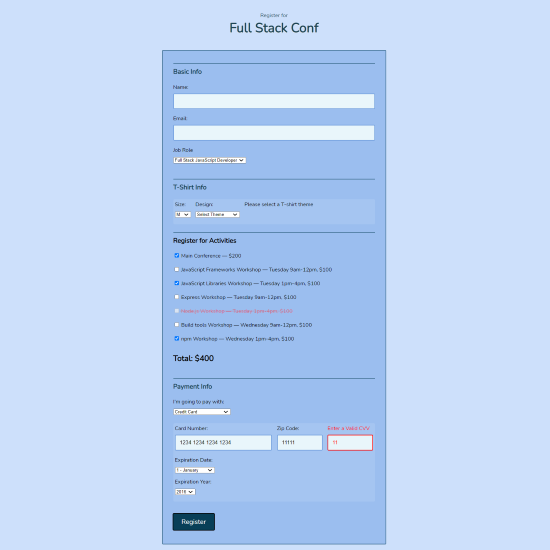 Register for
Full Stack Conf
Basic Info
Name:
Email:
Job Role
Full Stack JavaScript Developer
T-Shirt Info
Size: Design: Please select a T-shirt theme
M Select Theme
Register for Activities
Main Conference — $200
JavaScript Frameworks Workshop — Tuesday 9am-12pm, $100
JavaScript Libraries Workshop — Tuesday 1pm-4pm, $100
Express Workshop — Tuesday 9am-12pm, $100
Node.js Workshop — Tuesday 1pm-4pm, $100
Build tools Workshop — Wednesday 9am-12pm, $100
npm Workshop — Wednesday 1pm-4pm, $100
Total: $400
Payment Info
I'm going to pay with:
Credit Card
Card Number: Zip Code: Enter a Valid CVV
1234 1234 1234 1234 11111 11
Expiration Date:
1 - January
Expiration Year:
2016
Register